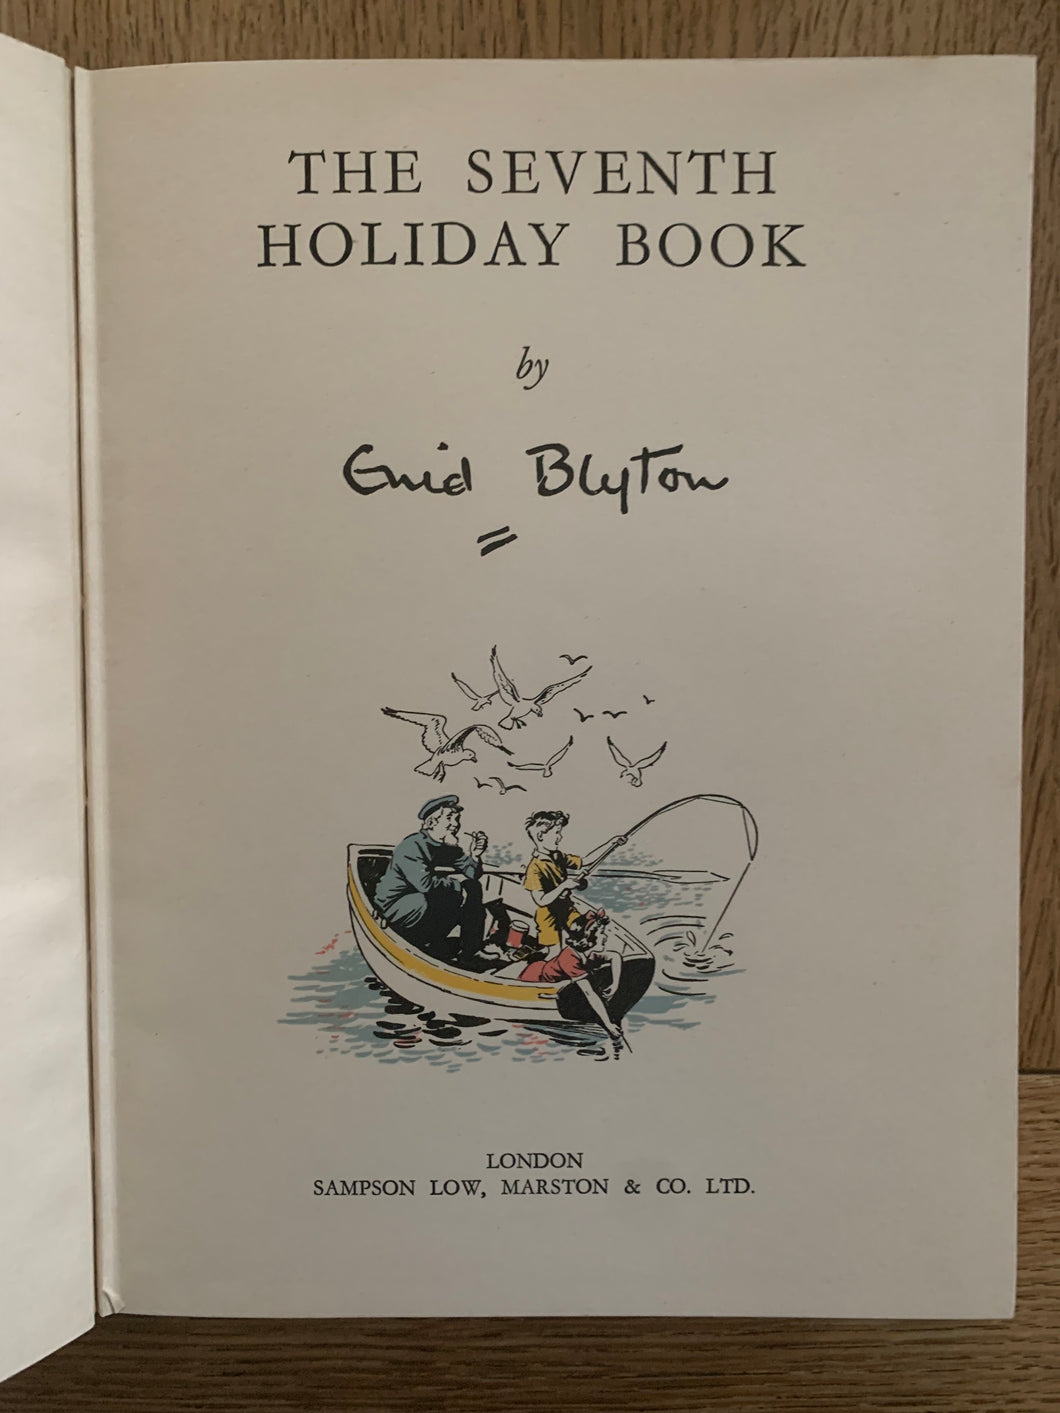 THE SEVENTH
HOLIDAY BOOK
by
Enid Blyton
LONDON
SAMPSON LOW, MARSTON & CO. LTD.